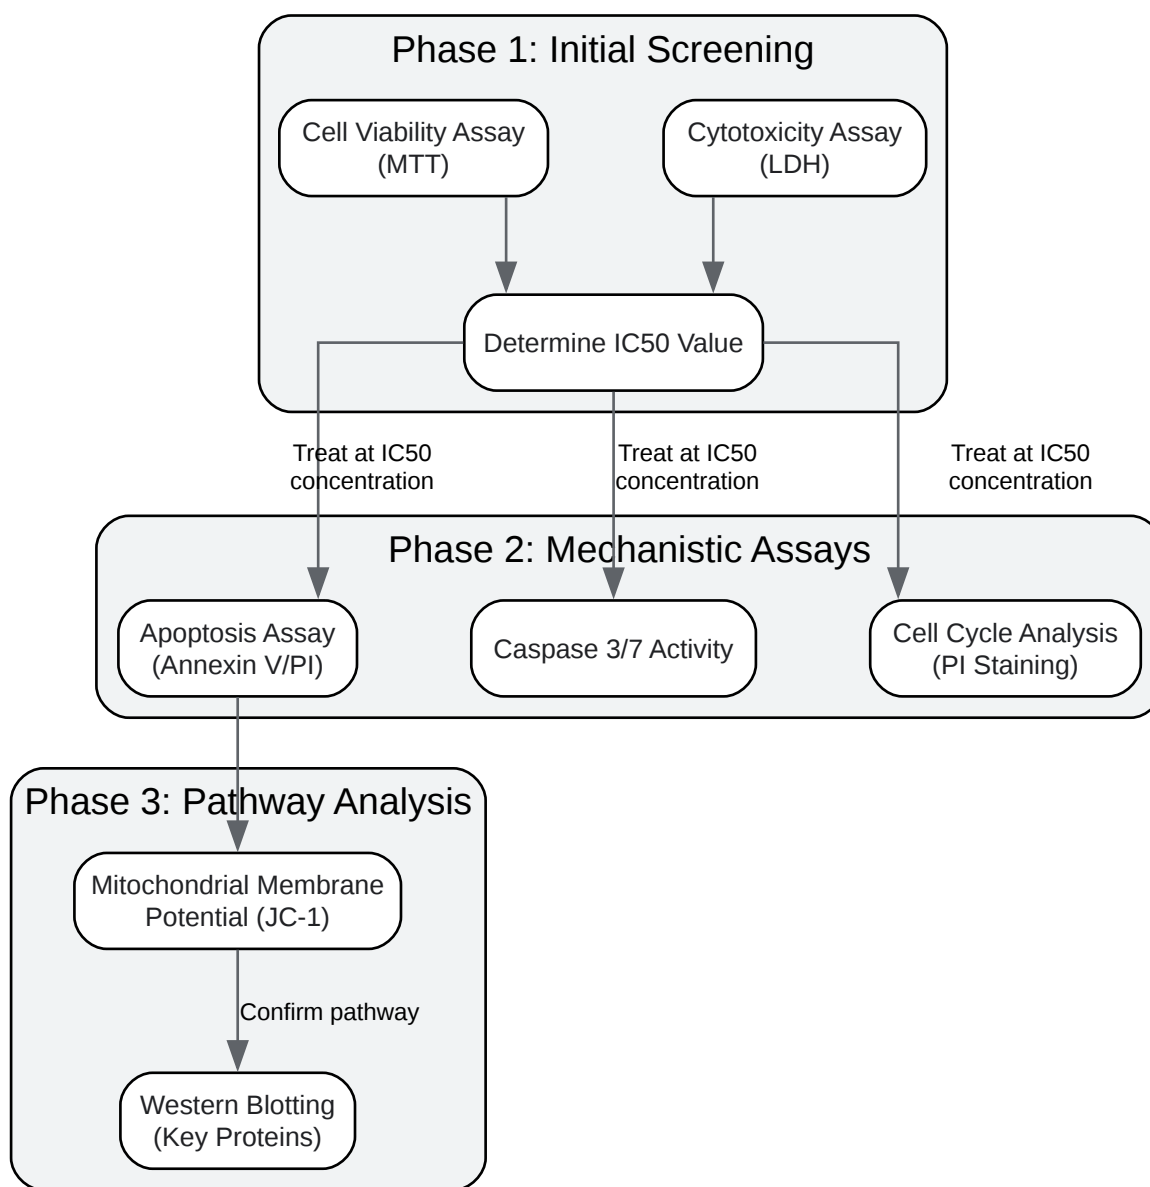 Phase 1: Initial Screening
Cell Viability Assay
(MTT)
Cytotoxicity Assay
(LDH)
Determine IC50 Value
Treat at IC50
concentration
Treat at IC50
concentration
Treat at IC50
concentration
Phase 2: Mechanistic Assays
Apoptosis Assay
(Annexin V/PI)
Caspase 3/7 Activity
Cell Cycle Analysis
(PI Staining)
Phase 3: Pathway Analysis
Mitochondrial Membrane
Potential (JC-1)
Confirm pathway
Western Blotting
(Key Proteins)